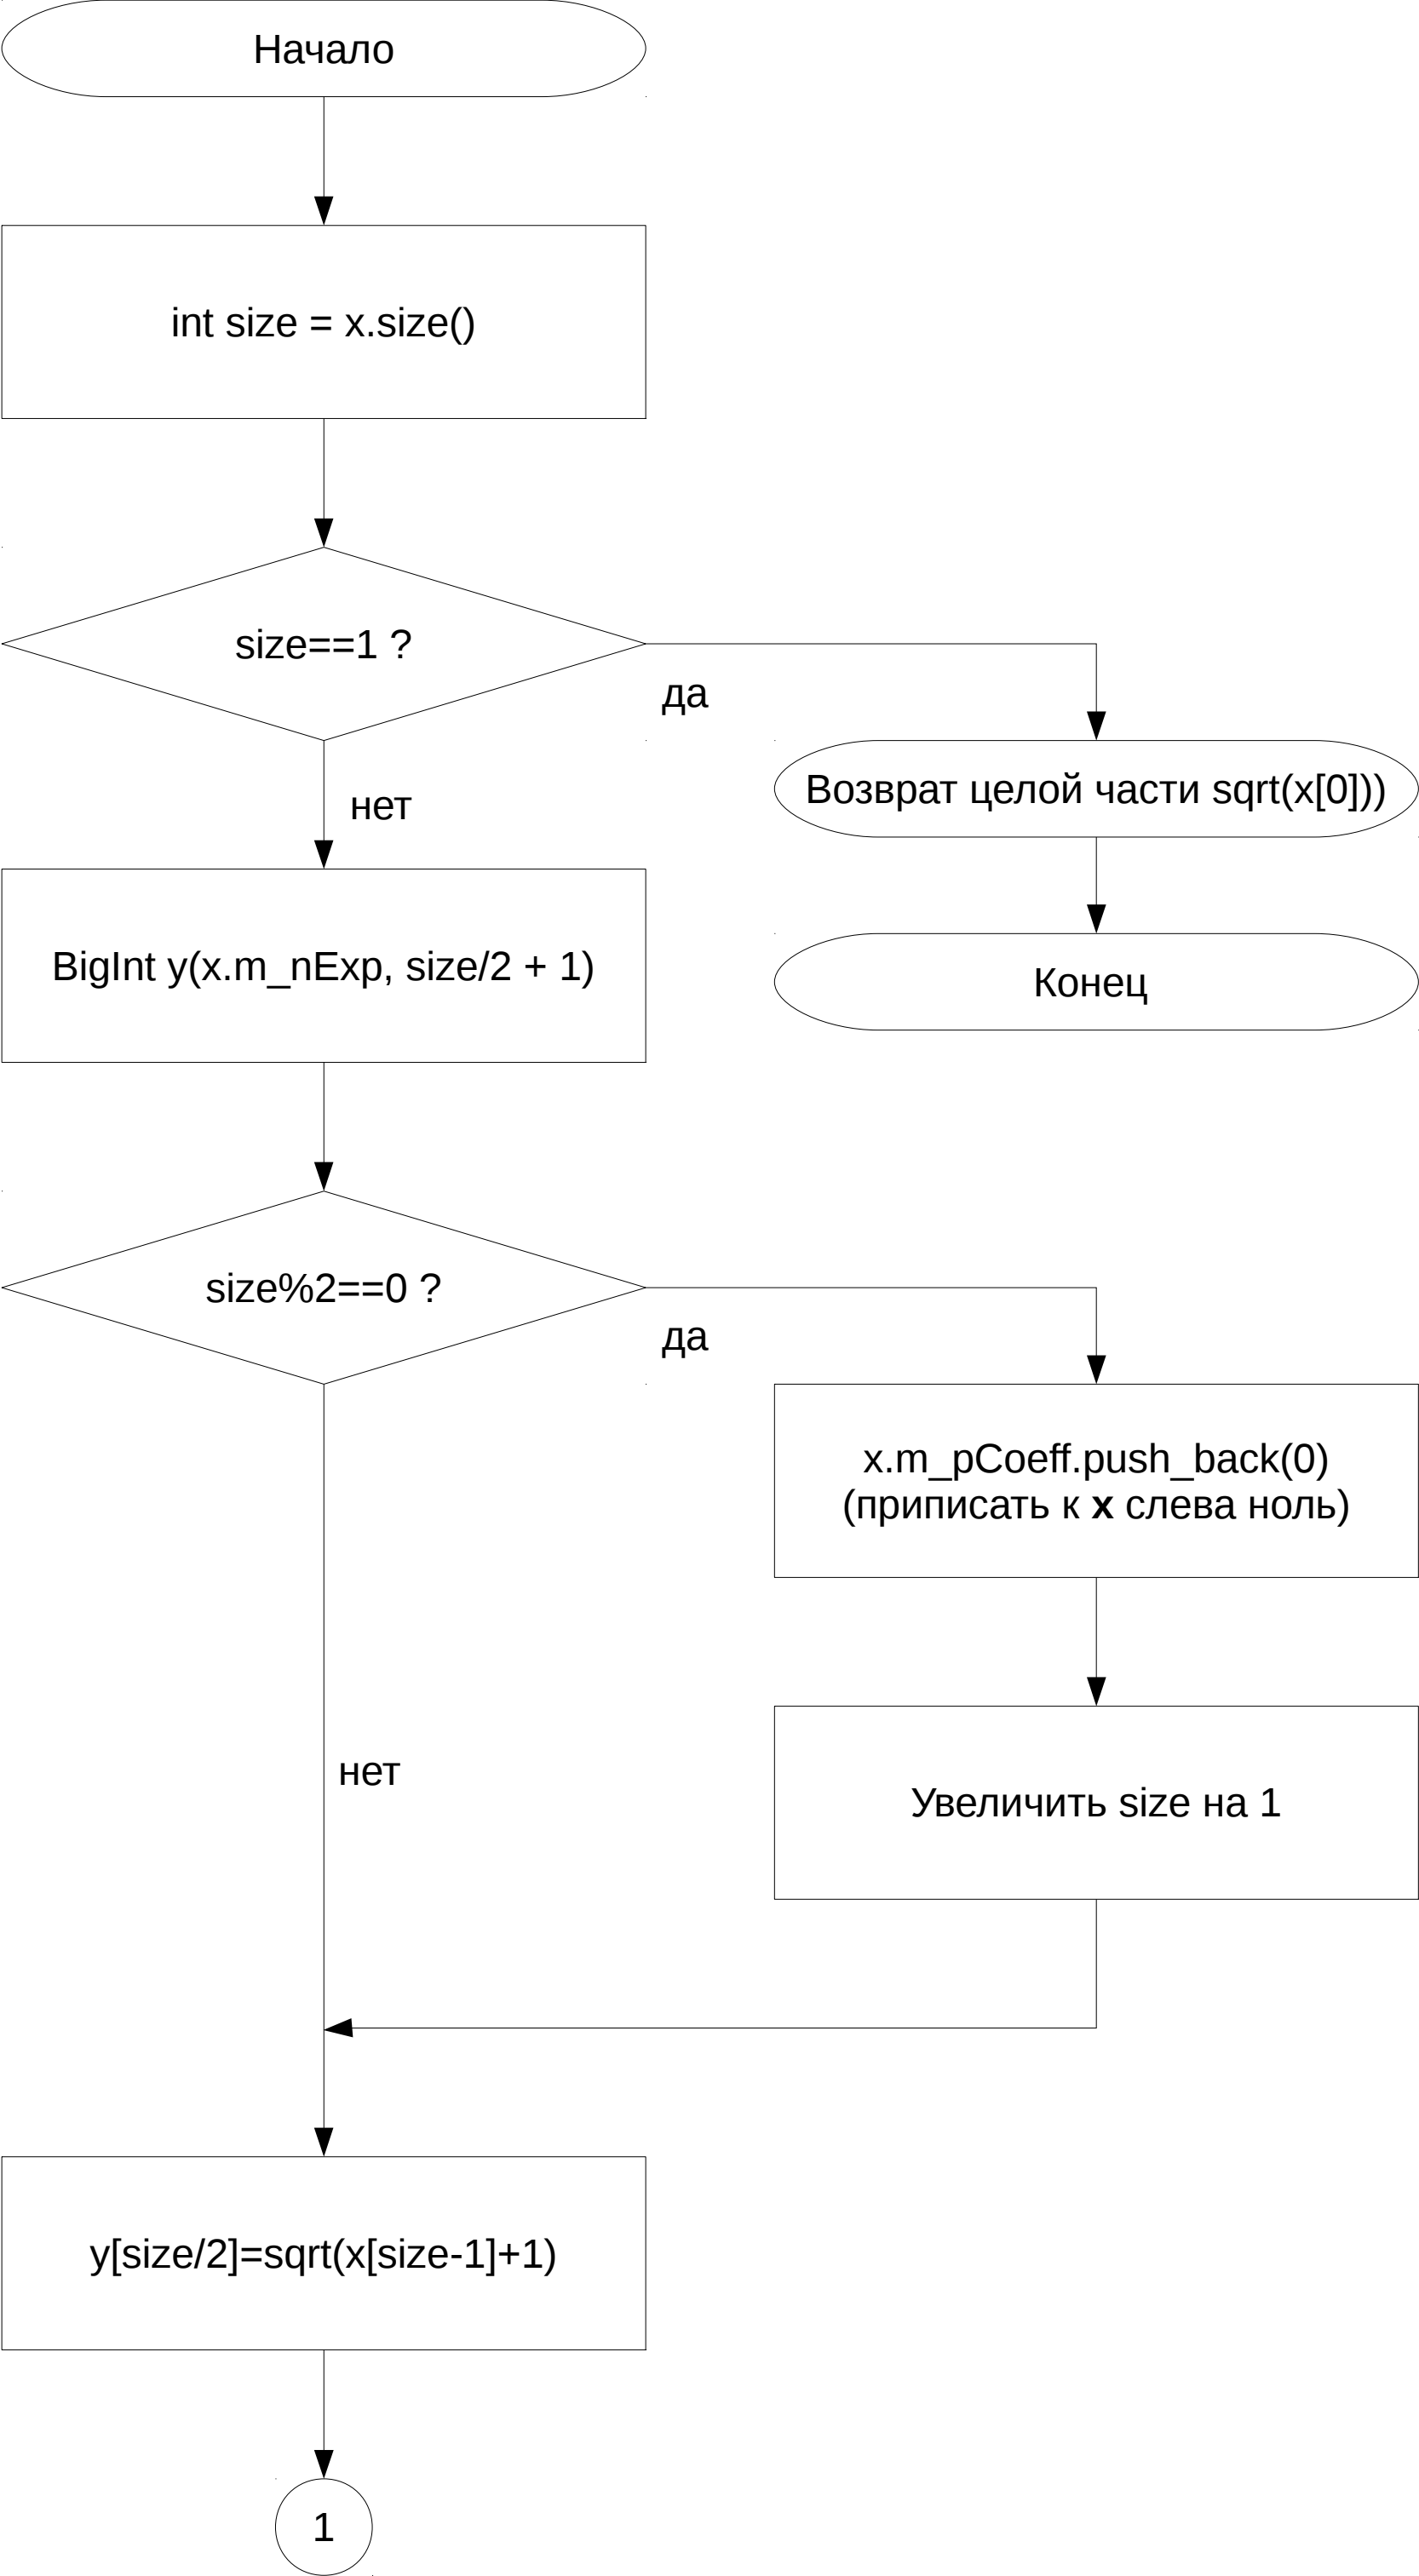 Начало
int size = x.size()
size==1 ?
да
Возврат целой части sqrt(x[0]))
нет
BigInt y(x.m_nExp, size/2 + 1)
Конец
size%2==0 ?
да
x.m_pCoeff.push_back(0)
(приписать к x слева ноль)
нет
Увеличить size на 1
y[size/2]=sqrt(x[size-1]+1)
1